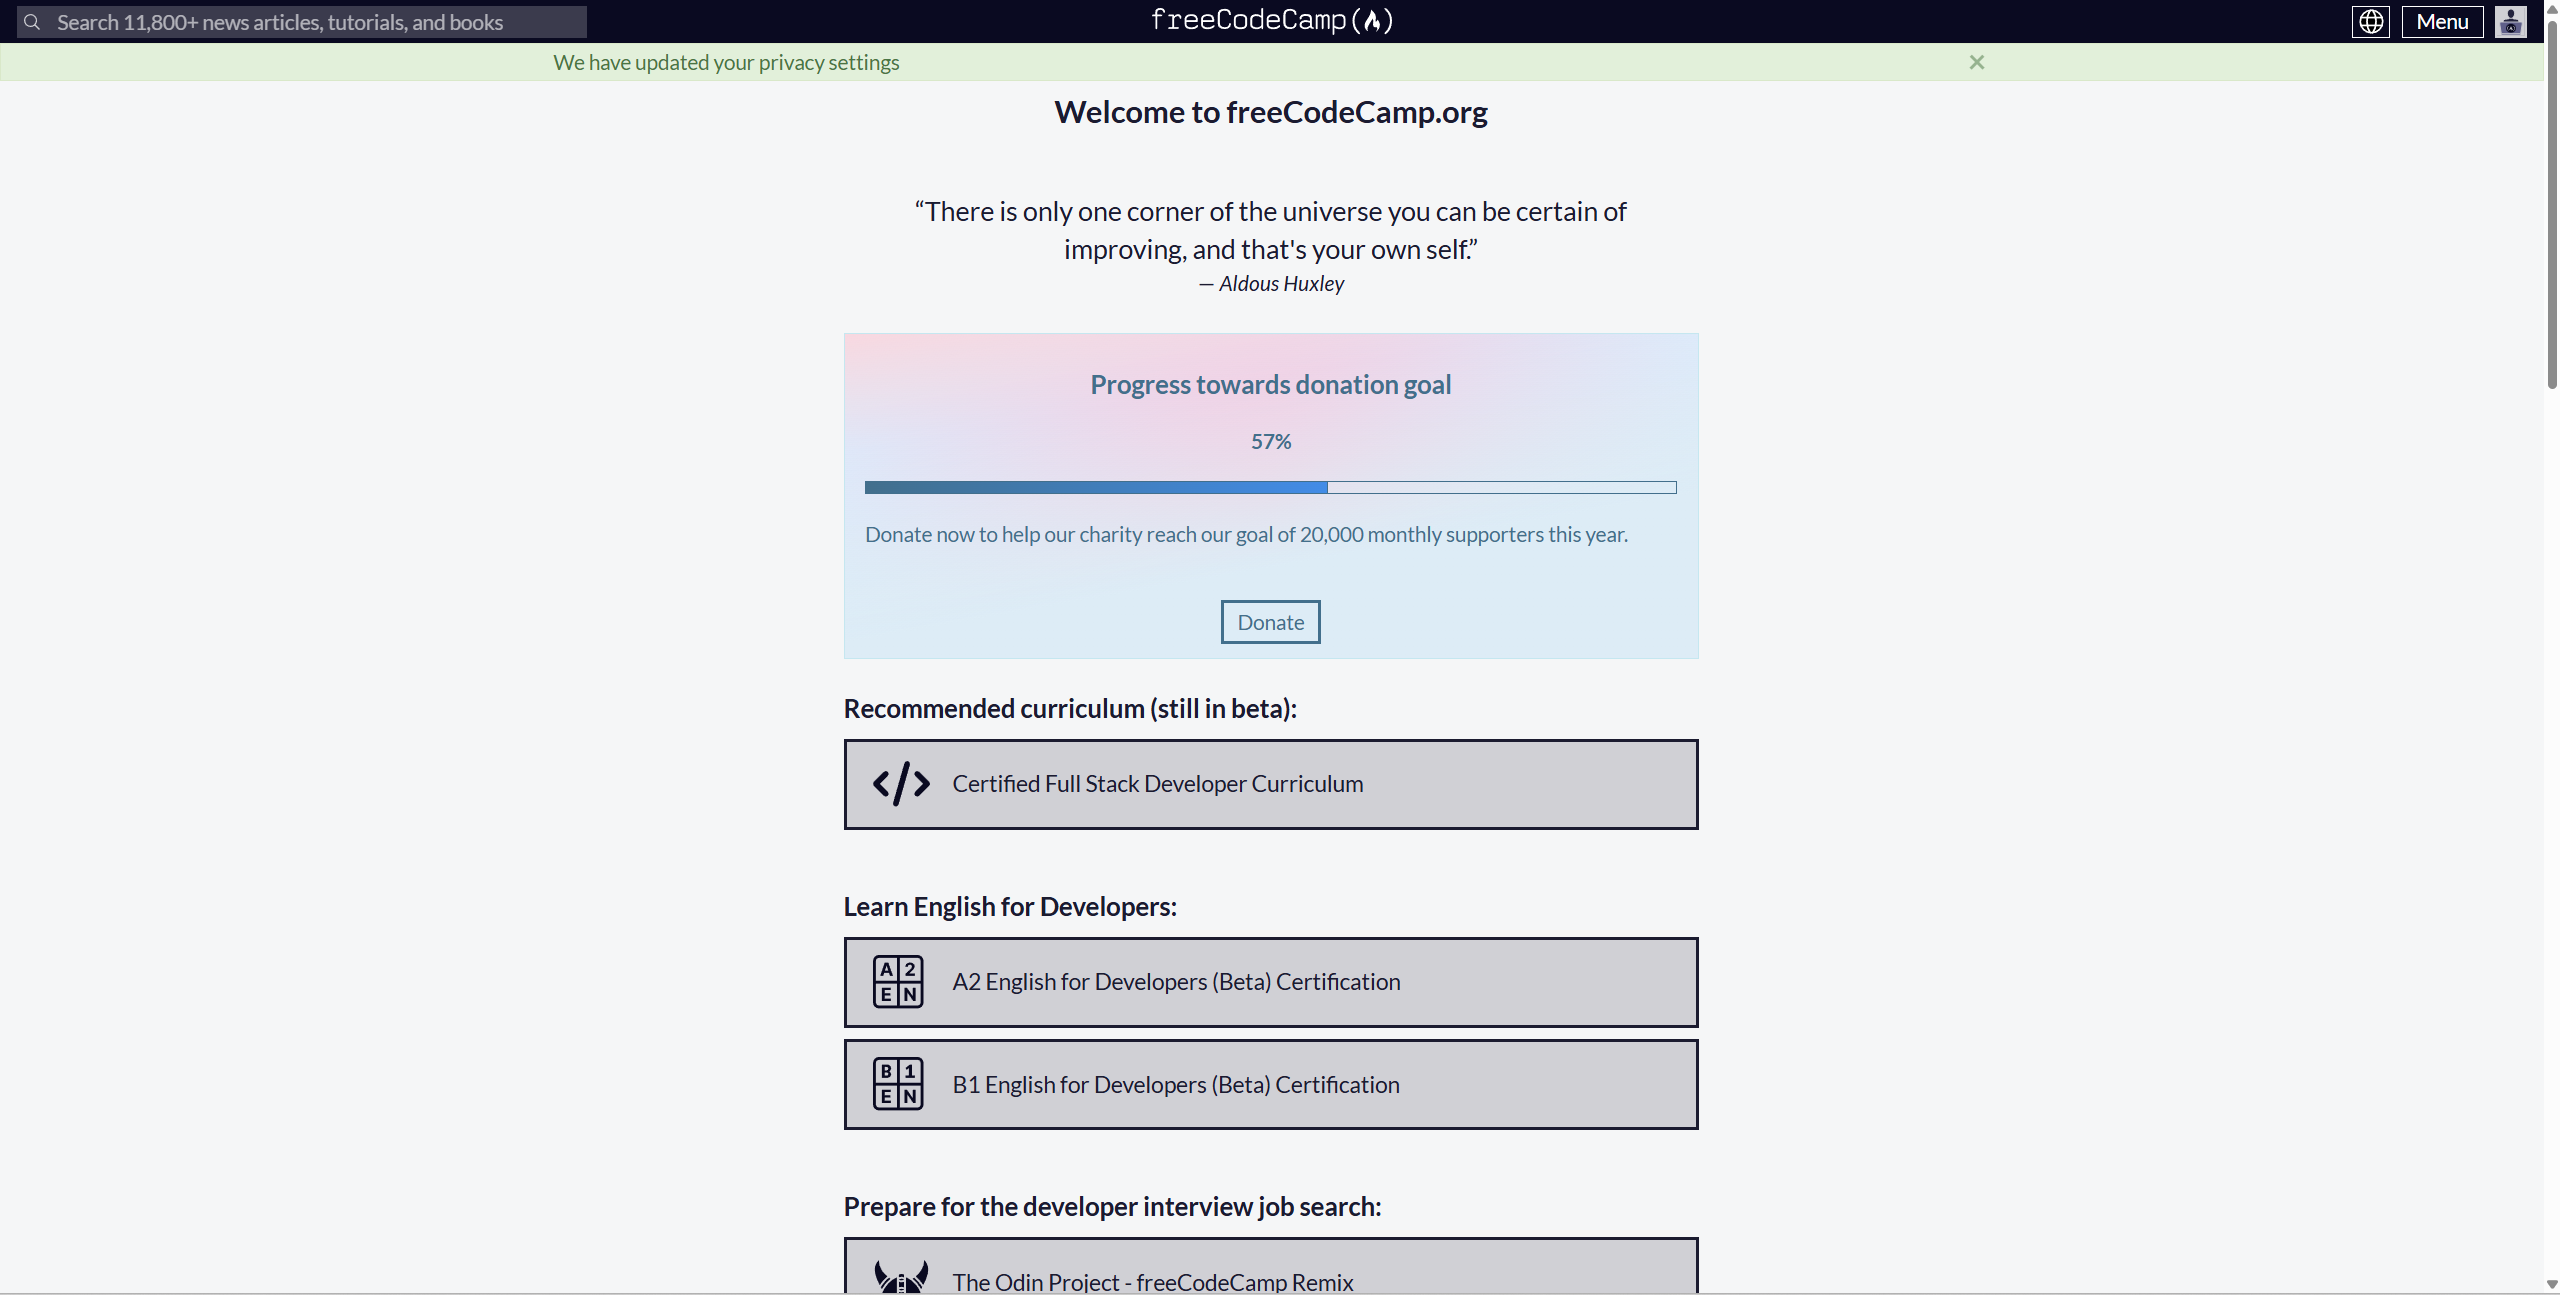 Search 11,800+ news articles, tutorials, and books
freeCodeCamp(🔥)
Menu
We have updated your privacy settings
×
Welcome to freeCodeCamp.org
“There is only one corner of the universe you can be certain of
improving, and that's your own self.”
— Aldous Huxley
Progress towards donation goal
57%
Donate now to help our charity reach our goal of 20,000 monthly supporters this year.
Donate
Recommended curriculum (still in beta):
</> Certified Full Stack Developer Curriculum
Learn English for Developers:
A 2
E N
A2 English for Developers (Beta) Certification
B 1
E N
B1 English for Developers (Beta) Certification
Prepare for the developer interview job search:
The Odin Project - freeCodeCamp Remix